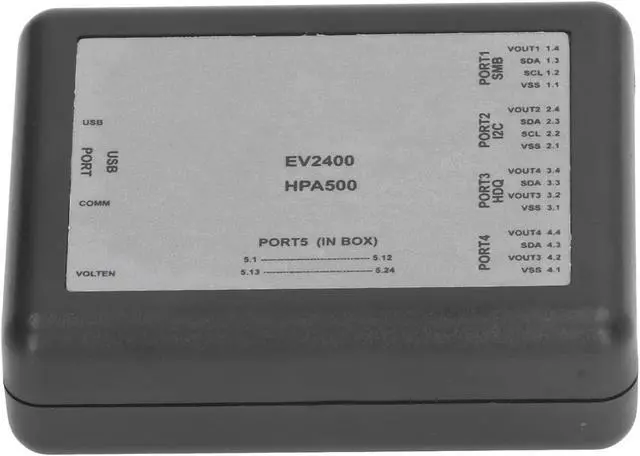 USB
USB PORT
COMM
VOLTEN
EV2400
HPA500
PORT5 (IN BOX)
5.1 5.12
5.13 5.24
PORT1
SMB
VOUT1 1.4
SDA 1.3
SCL 1.2
VSS 1.1
PORT2
I2C
VOUT2 2.4
SDA 2.3
SCL 2.2
VSS 2.1
PORT3
HDQ
VOUT4 3.4
SDA 3.3
VOUT3 3.2
VSS 3.1
PORT4
VOUT4 4.4
SDA 4.3
VOUT3 4.2
VSS 4.1